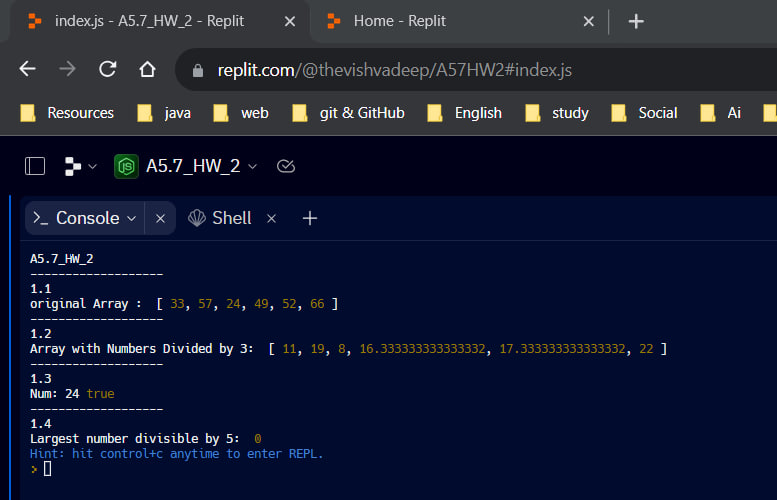 index.js - A5.7_HW_2 - Replit
Home - Replit
replit.com/@thevishvadeep/A57HW2#index.js
Resources java web git & GitHub English study Social Ai
JS A5.7_HW_2
>_ Console Shell
A5.7_HW_2
-------------------
1.1
original Array :  [ 33, 57, 24, 49, 52, 66 ]
-------------------
1.2
Array with Numbers Divided by 3:  [ 11, 19, 8, 16.333333333333332, 17.333333333333332, 22 ]
-------------------
1.3
Num: 24 true
-------------------
1.4
Largest number divisible by 5:  0
Hint: hit control+c anytime to enter REPL.
>